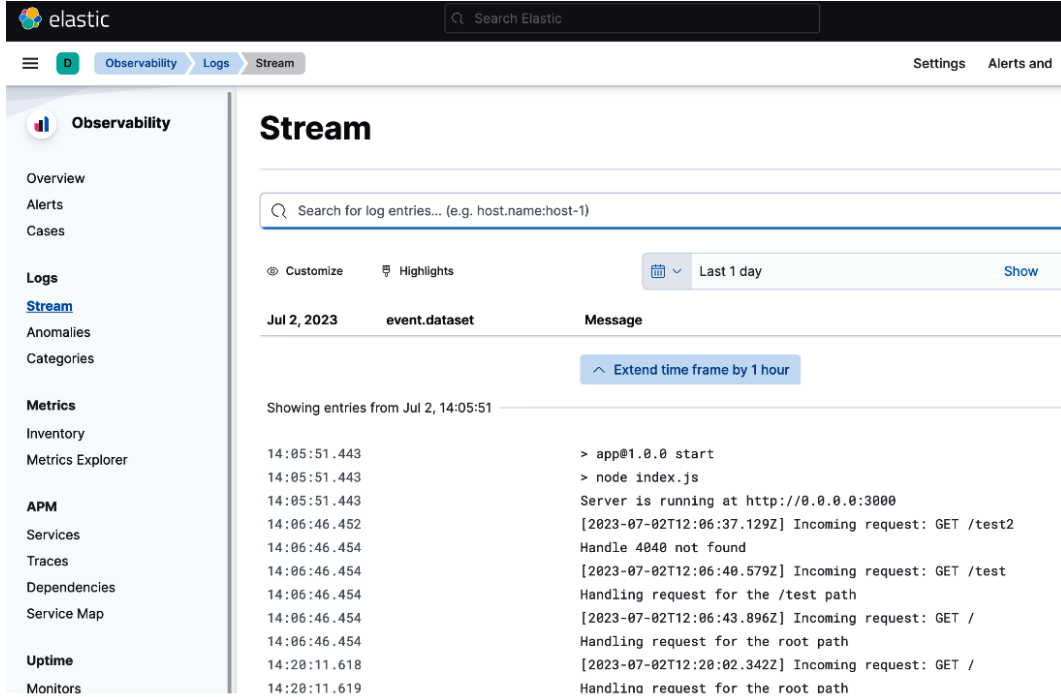 elastic
Search Elastic
D
Observability
Logs
Stream
Settings
Alerts and
Observability
Overview
Alerts
Cases
Logs
Stream
Anomalies
Categories
Metrics
Inventory
Metrics Explorer
APM
Services
Traces
Dependencies
Service Map
Uptime
Monitors
Stream
Search for log entries... (e.g. host.name:host-1)
Customize
Highlights
Last 1 day
Show
Jul 2, 2023 event.dataset Message
Extend time frame by 1 hour
Showing entries from Jul 2, 14:05:51
14:05:51.443 > app@1.0.0 start
14:05:51.443 > node index.js
14:05:51.443 Server is running at http://0.0.0.0:3000
14:06:46.452 [2023-07-02T12:06:37.129Z] Incoming request: GET /test2
14:06:46.454 Handle 4040 not found
14:06:46.454 [2023-07-02T12:06:40.579Z] Incoming request: GET /test
14:06:46.454 Handling request for the /test path
14:06:46.454 [2023-07-02T12:06:43.896Z] Incoming request: GET /
14:06:46.454 Handling request for the root path
14:20:11.618 [2023-07-02T12:20:02.342Z] Incoming request: GET /
14:20:11.619 Handling request for the root path